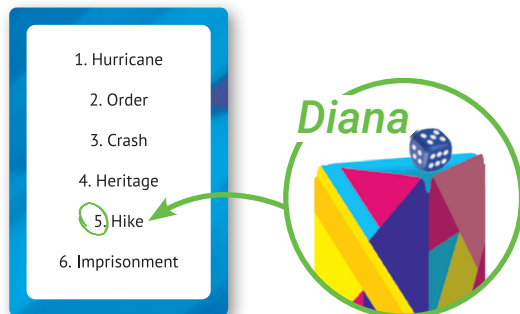 1. Hurricane
2. Order
3. Crash
4. Heritage
5. Hike
6. Imprisonment
Diana